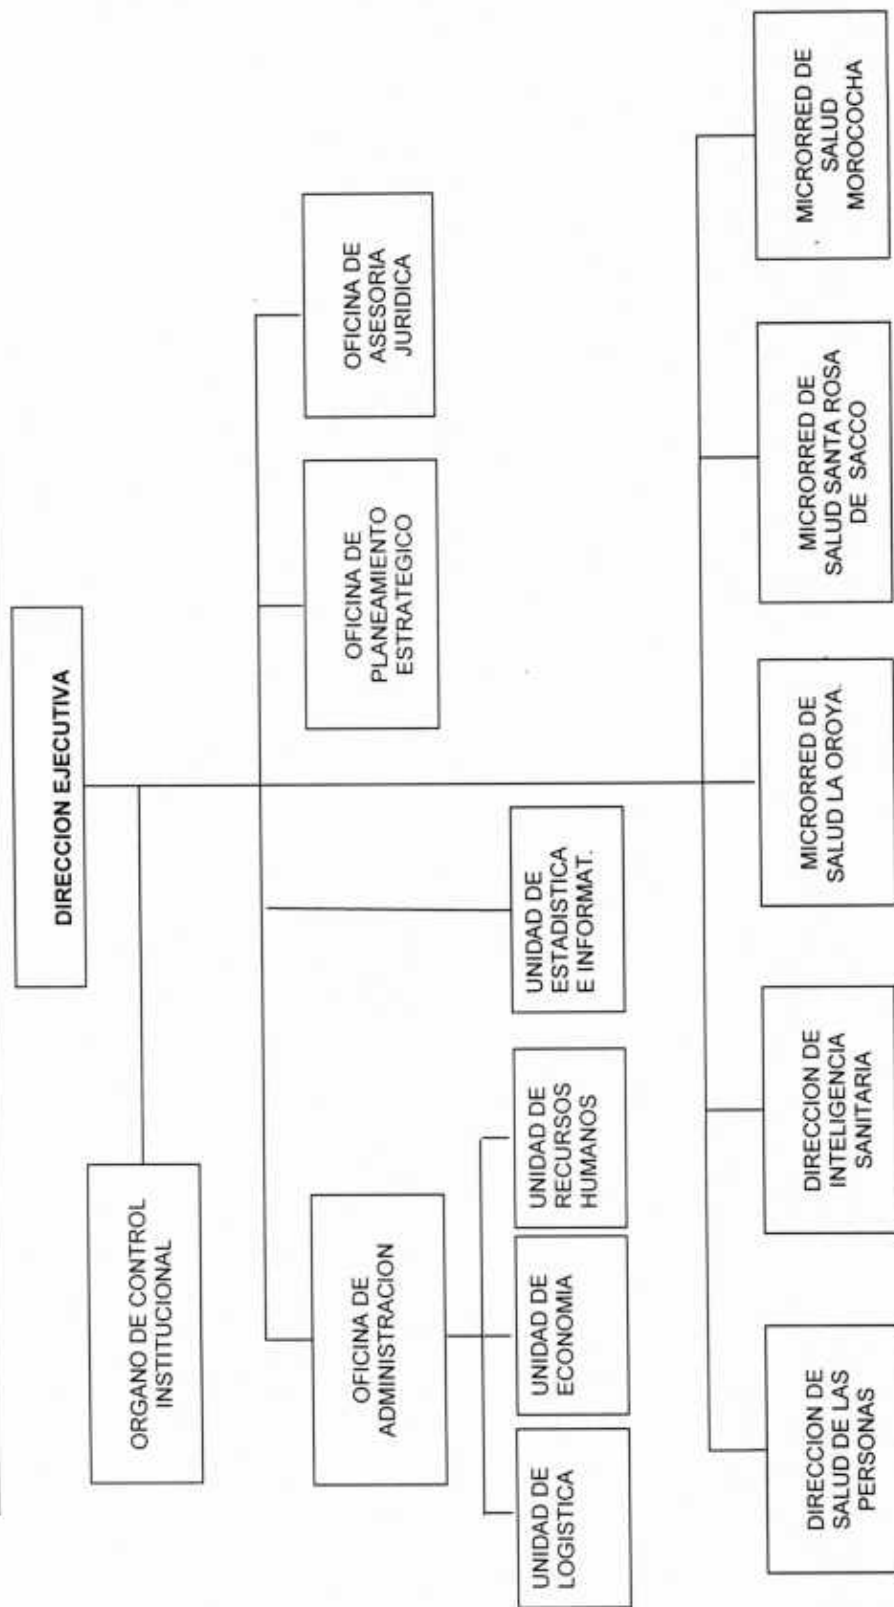 DIRECCION EJECUTIVA
ORGANO DE CONTROL
INSTITUCIONAL
OFICINA DE
ADMINISTRACION
OFICINA DE
PLANEAMIENTO
ESTRATEGICO
OFICINA DE
ASESORIA
JURIDICA
UNIDAD DE
LOGISTICA
UNIDAD DE
ECONOMIA
UNIDAD DE
RECURSOS
HUMANOS
UNIDAD DE
ESTADISTICA
E INFORMAT.
DIRECCION DE
SALUD DE LAS
PERSONAS
DIRECCION DE
INTELIGENCIA
SANITARIA
MICRORRED DE
SALUD LA OROYA.
MICRORRED DE
SALUD SANTA ROSA
DE SACCO
MICRORRED DE
SALUD
MOROCOCHA